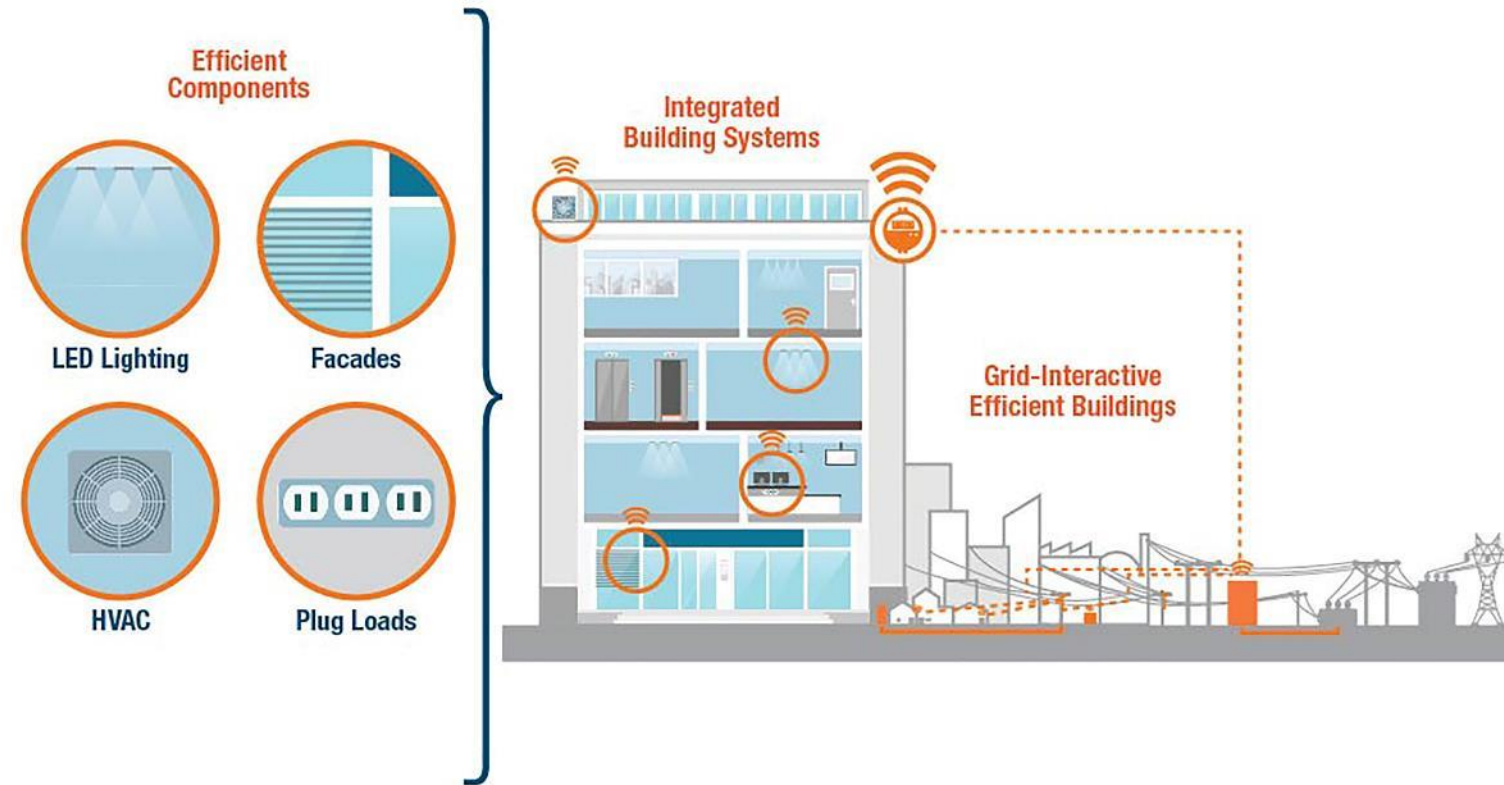 Efficient
Components
LED Lighting
Facades
HVAC
Plug Loads
Integrated
Building Systems
Grid-Interactive
Efficient Buildings